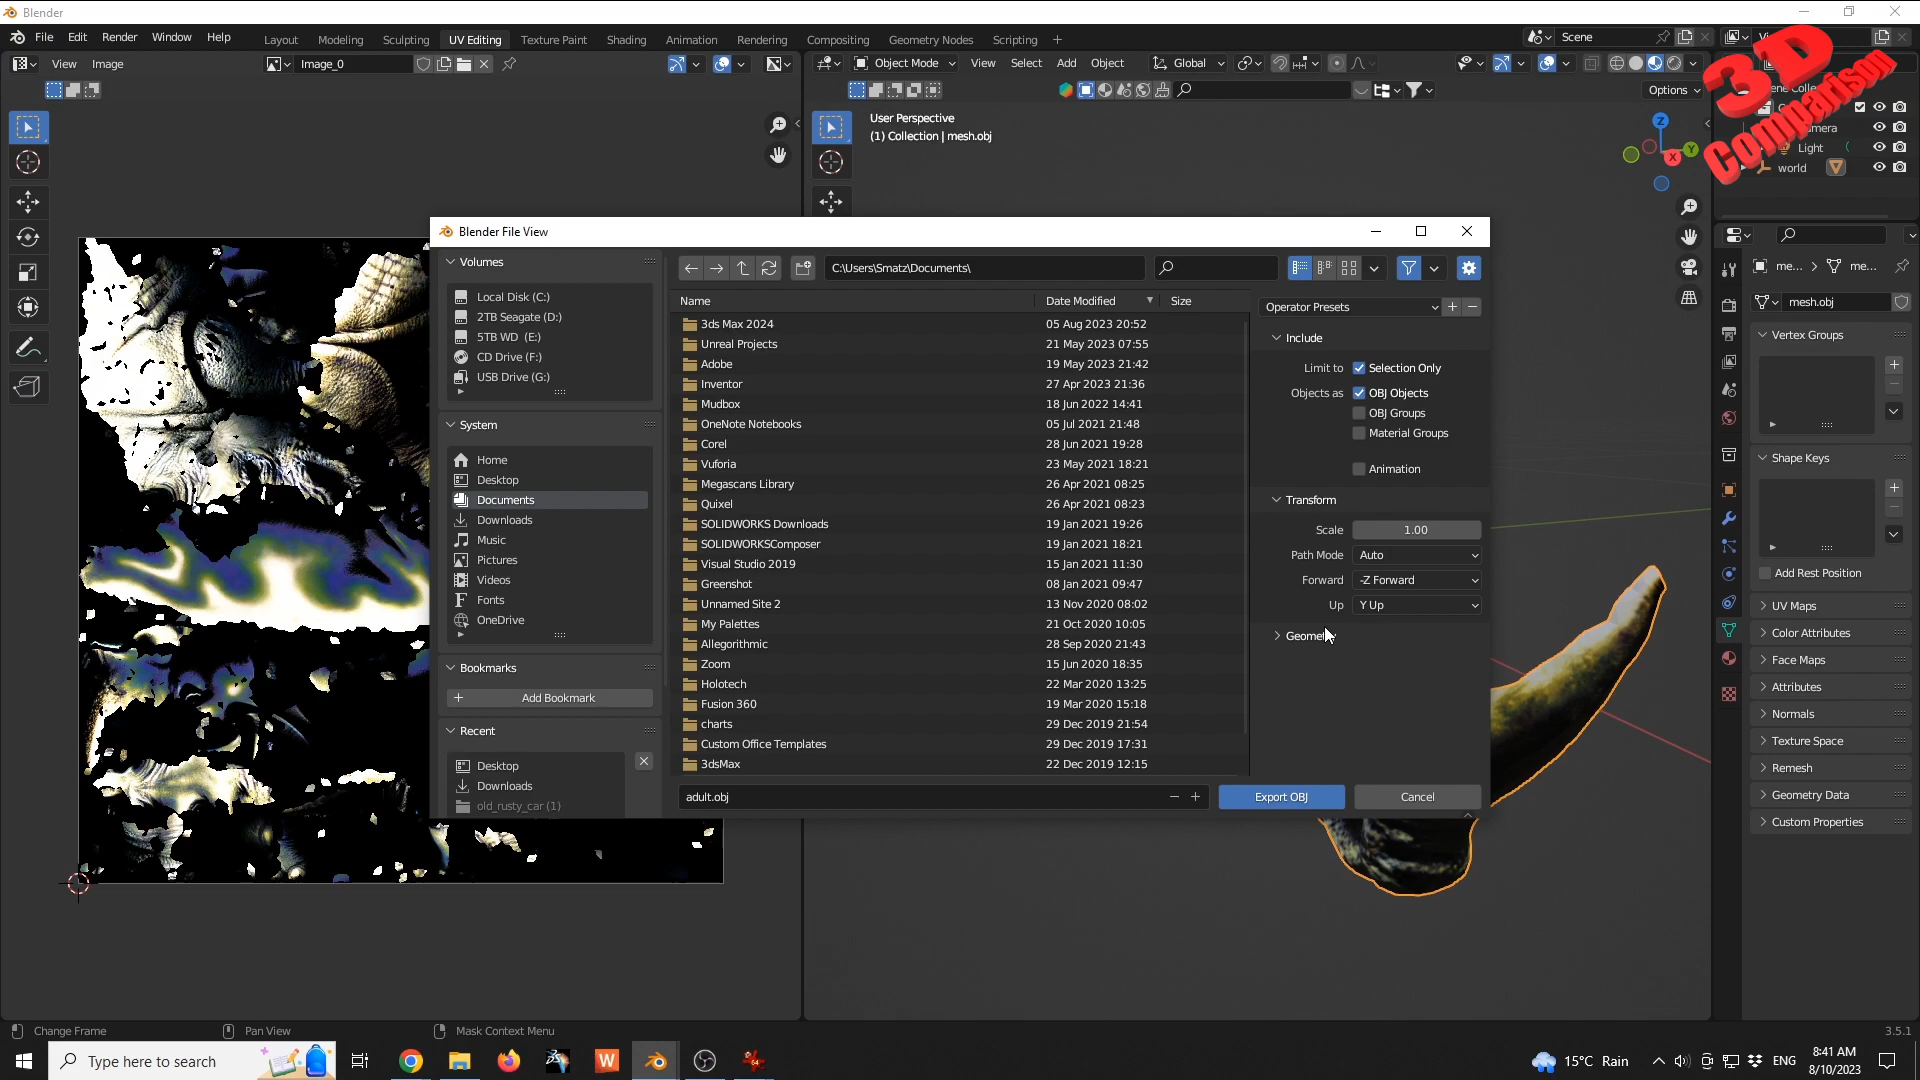 Blender
File Edit Render Window Help
Layout Modeling Sculpting UV Editing Texture Paint Shading Animation Rendering Compositing Geometry Nodes Scripting +
Scene
View Image
Image_0
Object Mode View Select Add Object
Global
Options
3D
Comparison
User Perspective
(1) Collection | mesh.obj
Z
Y
X
Light
world
Blender File View
Volumes
Local Disk (C:)
2TB Seagate (D:)
5TB WD (E:)
CD Drive (F:)
USB Drive (G:)
System
Home
Desktop
Documents
Downloads
Music
Pictures
Videos
Fonts
OneDrive
Bookmarks
Add Bookmark
Recent
Desktop
Downloads
old_rusty_car (1)
C:\Users\Smatz\Documents\
Name Date Modified Size
3ds Max 2024 05 Aug 2023 20:52
Unreal Projects 21 May 2023 07:55
Adobe 19 May 2023 21:42
Inventor 27 Apr 2023 21:36
Mudbox 18 Jun 2022 14:41
OneNote Notebooks 05 Jul 2021 21:48
Corel 28 Jun 2021 19:28
Vuforia 23 May 2021 18:21
Megascans Library 26 Apr 2021 08:25
Quixel 26 Apr 2021 08:23
SOLIDWORKS Downloads 19 Jan 2021 19:26
SOLIDWORKSComposer 19 Jan 2021 18:21
Visual Studio 2019 15 Jan 2021 11:30
Greenshot 08 Jan 2021 09:47
Unnamed Site 2 13 Nov 2020 08:02
My Palettes 21 Oct 2020 10:05
Allegorithmic 28 Sep 2020 21:43
Zoom 15 Jun 2020 18:35
Holotech 22 Mar 2020 13:25
Fusion 360 19 Mar 2020 15:18
charts 29 Dec 2019 21:54
Custom Office Templates 29 Dec 2019 17:31
3dsMax 22 Dec 2019 12:15
adult.obj
Export OBJ Cancel
Operator Presets
Include
Limit to Selection Only
Objects as OBJ Objects
OBJ Groups
Material Groups
Animation
Transform
Scale 1.00
Path Mode Auto
Forward -Z Forward
Up Y Up
me... me...
mesh.obj
Vertex Groups
Shape Keys
Add Rest Position
UV Maps
Color Attributes
Face Maps
Attributes
Normals
Texture Space
Remesh
Geometry Data
Custom Properties
Change Frame Pan View Mask Context Menu
3.5.1
Type here to search
15°C Rain
ENG
8:41 AM
8/10/2023